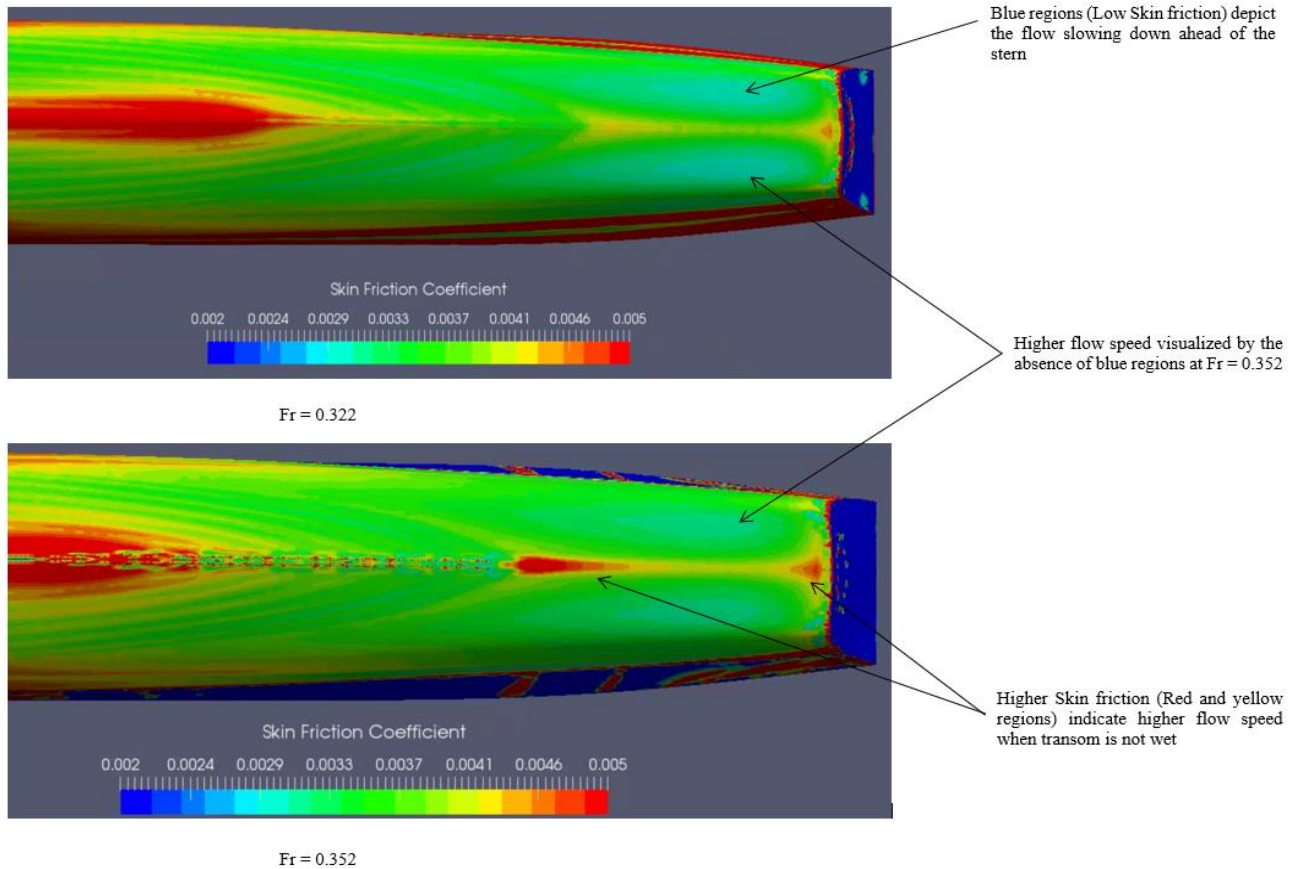 Blue regions (Low Skin friction) depict
the flow slowing down ahead of the
stern
Skin Friction Coefficient
0.002 0.0024 0.0029 0.0033 0.0037 0.0041 0.0046 0.005
Higher flow speed visualized by the
absence of blue regions at Fr = 0.352
Fr = 0.322
Higher Skin friction (Red and yellow
regions) indicate higher flow speed
when transom is not wet
Skin Friction Coefficient
0.002 0.0024 0.0029 0.0033 0.0037 0.0041 0.0046 0.005
Fr = 0.352